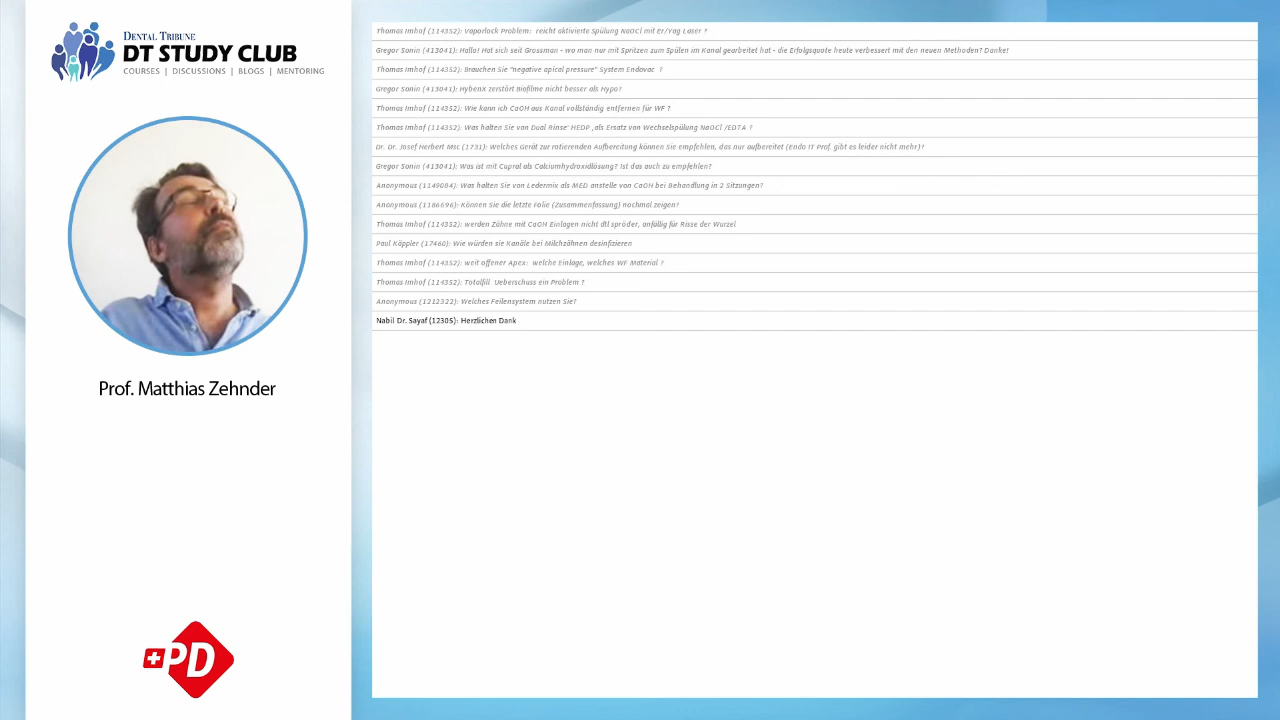 DENTAL TRIBUNE
DT STUDY CLUB
COURSES | DISCUSSIONS | BLOGS | MENTORING
Prof. Matthias Zehnder
PD
Thomas Imhof (114352): Vaporlock Problem: reicht aktivierte Spülung NaOCl mit Er/Yag Laser ?
Gregor Sonin (413041): Hallo! Hat sich seit Grossman - wo man nur mit Spritzen zum Spülen im Kanal gearbeitet hat - die Erfolgsquote heute verbessert mit den neuen Methoden? Danke!
Thomas Imhof (114352): Brauchen Sie "negative apical pressure" System Endovac ?
Gregor Sonin (413041): HybenX zerstört Biofilme nicht besser als Hypo?
Thomas Imhof (114352): Wie kann ich CaOH aus Kanal vollständig entfernen für WF ?
Thomas Imhof (114352): Was halten Sie von Dual Rinse' HEDP ,als Ersatz von Wechselspülung NaOCl /EDTA ?
Dr. Dr. Josef Herbert Msc (1731): Welches Gerät zur rotierenden Aufbereitung können Sie empfehlen, das nur aufbereitet (Endo IT Prof. gibt es leider nicht mehr)?
Gregor Sonin (413041): Was ist mit Cupral als Calciumhydroxidlösung? Ist das auch zu empfehlen?
Anonymous (1149084): Was halten Sie von Ledermix als MED anstelle von CaOH bei Behandlung in 2 Sitzungen?
Anonymous (1186696): Können Sie die letzte Folie (Zusammenfassung) nochmal zeigen?
Thomas Imhof (114352): werden Zähne mit CaOH Einlagen nicht dtl spröder, anfällig für Risse der Wurzel
Paul Käppler (17460): Wie würden sie Kanäle bei Milchzähnen desinfizieren
Thomas Imhof (114352): weit offener Apex: welche Einlage, welches WF Material ?
Thomas Imhof (114352): Totalfill Ueberschuss ein Problem ?
Anonymous (1212322): Welches Feilensystem nutzen Sie?
Nabil Dr. Sayaf (12305): Herzlichen Dank